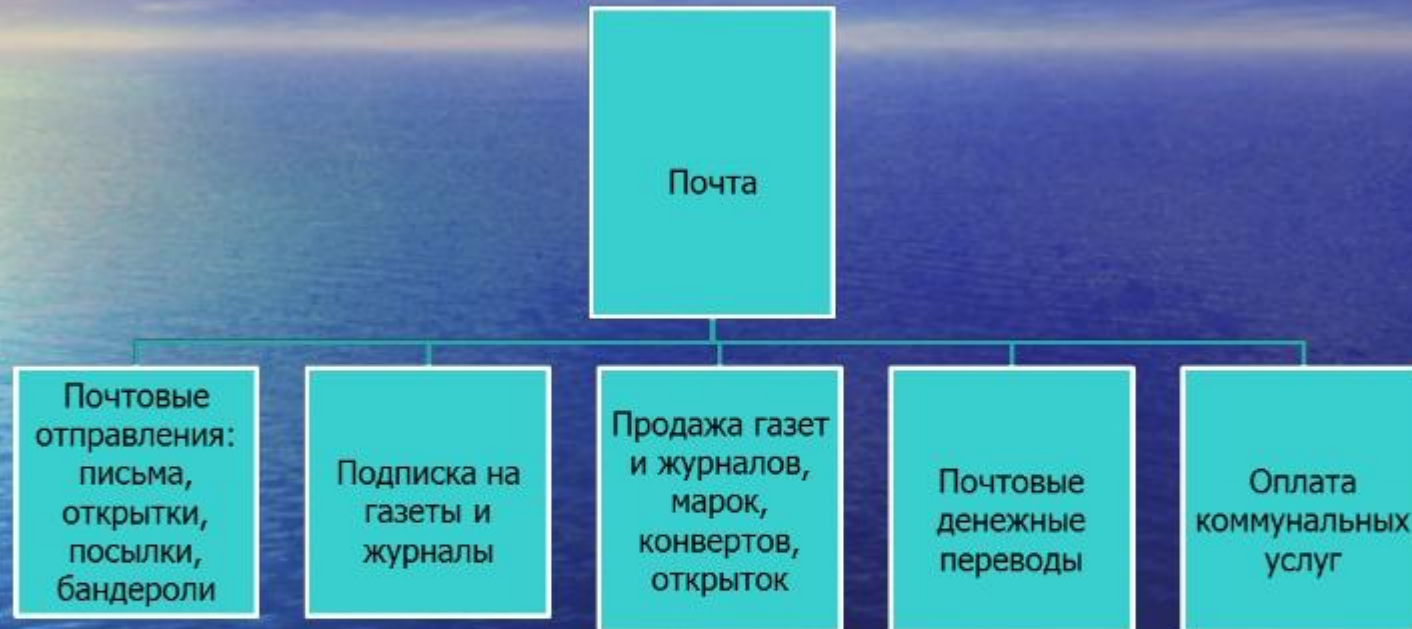 Почта
Почтовые
отправления:
письма,
открытки,
посылки,
бандероли
Подписка на
газеты и
журналы
Продажа газет
и журналов,
марок,
конвертов,
открыток
Почтовые
денежные
переводы
Оплата
коммунальных
услуг